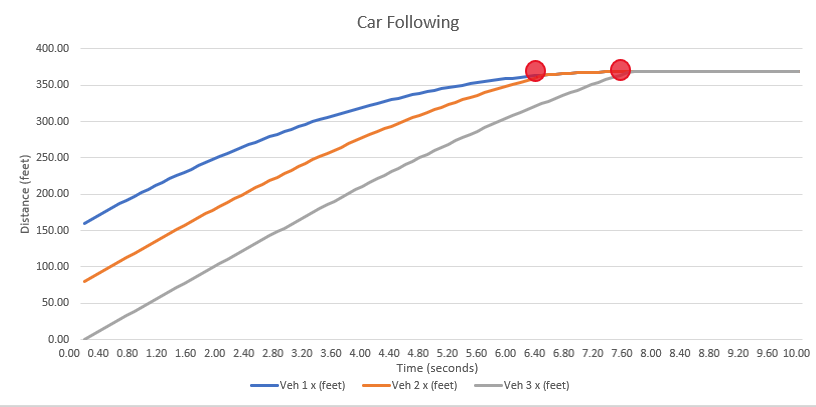 Car Following
400.00
350.00
300.00
250.00
200.00
150.00
100.00
50.00
0.00
Distance (feet)
0.00 0.40 0.80 1.20 1.60 2.00 2.40 2.80 3.20 3.60 4.00 4.40 4.80 5.20 5.60 6.00 6.40 6.80 7.20 7.60 8.00 8.40 8.80 9.20 9.60 10.00
Time (seconds)
Veh 1 x (feet) Veh 2 x (feet) Veh 3 x (feet)